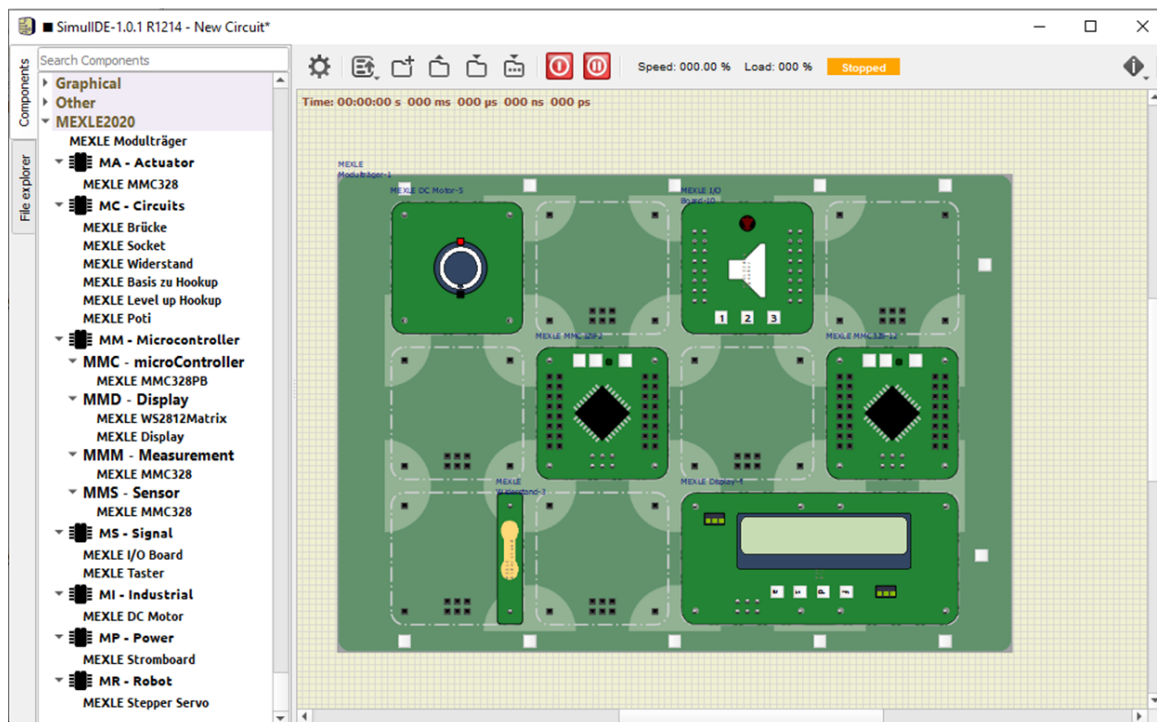 SimulIDE-1.0.1 R1214 - New Circuit*
Components
File explorer
Search Components
Graphical
Other
MEXLE2020
MEXLE Modulträger
MA - Actuator
MEXLE MMC328
MC - Circuits
MEXLE Brücke
MEXLE Socket
MEXLE Widerstand
MEXLE Basis zu Hookup
MEXLE Level up Hookup
MEXLE Poti
MM - Microcontroller
MMC - microController
MEXLE MMC328PB
MMD - Display
MEXLE WS2812Matrix
MEXLE Display
MMM - Measurement
MEXLE MMC328
MMS - Sensor
MEXLE MMC328
MS - Signal
MEXLE I/O Board
MEXLE Taster
MI - Industrial
MEXLE DC Motor
MP - Power
MEXLE Stromboard
MR - Robot
MEXLE Stepper Servo
Speed: 000.00 % Load: 000 % Stopped
Time: 00:00:00 s 000 ms 000 µs 000 ns 000 ps
MEXLE
Modulträger-1
MEXLE DC Motor-5
MEXLE I/O
Board-10
1 2 3
MEXLE MMC328-2
MEXLE MMC328-12
MEXLE
Widerstand-3
MEXLE Display-4